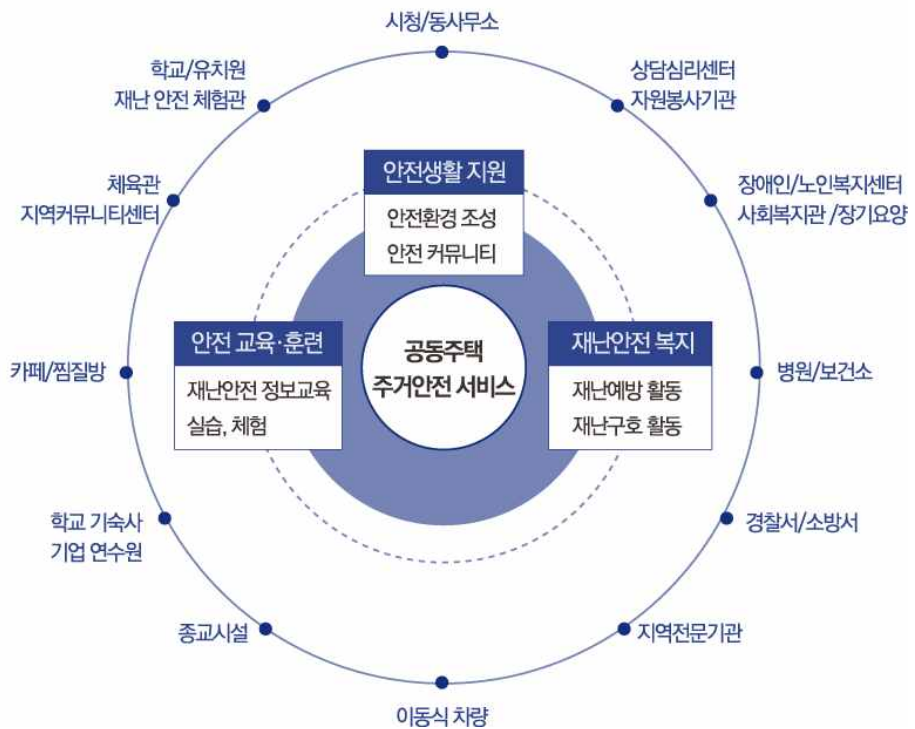 시청/동사무소
학교/유치원
재난 안전 체험관
상담심리센터
자원봉사기관
체육관
지역커뮤니티센터
장애인/노인복지센터
사회복지관 /장기요양
안전생활 지원
안전환경 조성
안전 커뮤니티
안전 교육·훈련
재난안전 정보교육
실습, 체험
공동주택
주거안전 서비스
재난안전 복지
재난예방 활동
재난구호 활동
카페/찜질방
병원/보건소
학교 기숙사
기업 연수원
경찰서/소방서
종교시설
지역전문기관
이동식 차량